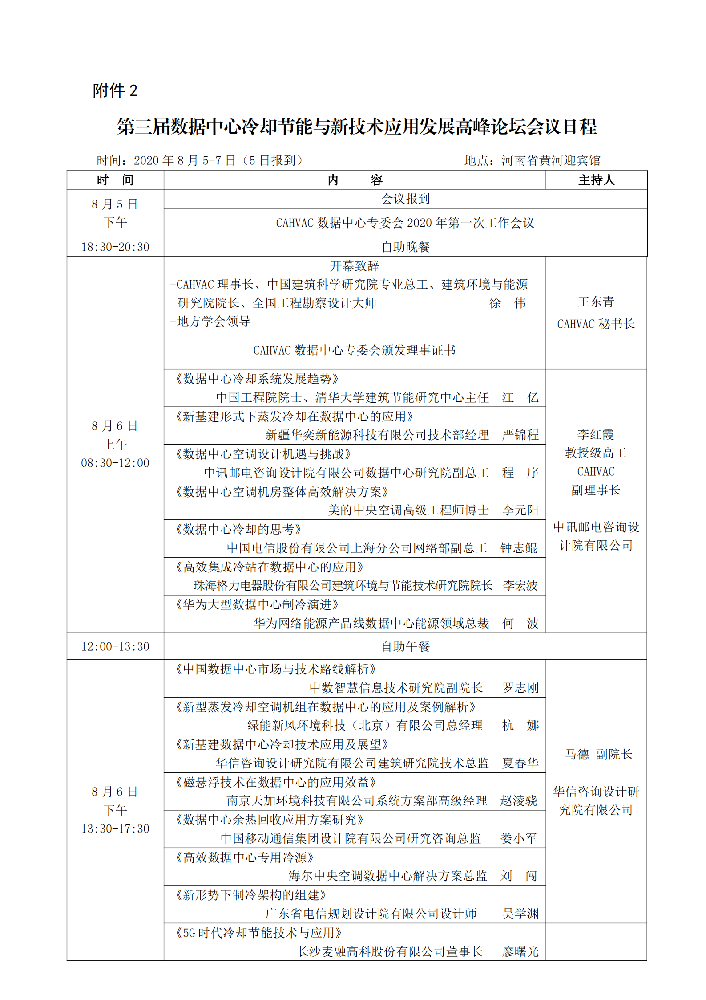 附件 2
第三届数据中心冷却节能与新技术应用发展高峰论坛会议日程
时间：2020 年 8 月 5-7 日（5 日报到） 地点：河南省黄河迎宾馆
时 间 内 容 主持人
8 月 5 日
下午
会议报到
CAHVAC 数据中心专委会 2020 年第一次工作会议
18:30-20:30 自助晚餐
8 月 6 日
上午
08:30-12:00
开幕致辞
-CAHVAC 理事长、中国建筑科学研究院专业总工、建筑环境与能源
研究院院长、全国工程勘察设计大师 徐 伟
-地方学会领导
CAHVAC 数据中心专委会颁发理事证书
王东青
CAHVAC 秘书长
《数据中心冷却系统发展趋势》
中国工程院院士、清华大学建筑节能研究中心主任 江 亿
《新基建形式下蒸发冷却在数据中心的应用》
新疆华奕新能源科技有限公司技术部经理 严锦程
《数据中心空调设计机遇与挑战》
中讯邮电咨询设计院有限公司数据中心研究院副总工 程 序
《数据中心空调机房整体高效解决方案》
美的中央空调高级工程师博士 李元阳
《数据中心冷却的思考》
中国电信股份有限公司上海分公司网络部副总工 钟志鲲
《高效集成冷站在数据中心的应用》
珠海格力电器股份有限公司建筑环境与节能技术研究院院长 李宏波
《华为大型数据中心制冷演进》
华为网络能源产品线数据中心能源领域总裁 何 波
李红霞
教授级高工
CAHVAC
副理事长
中讯邮电咨询设
计院有限公司
12:00-13:30 自助午餐
8 月 6 日
下午
13:30-17:30
《中国数据中心市场与技术路线解析》
中数智慧信息技术研究院副院长 罗志刚
《新型蒸发冷却空调机组在数据中心的应用及案例解析》
绿能新风环境科技（北京）有限公司总经理 杭 娜
《新基建数据中心冷却技术应用及展望》
华信咨询设计研究院有限公司建筑研究院技术总监 夏春华
《磁悬浮技术在数据中心的应用效益》
南京天加环境科技有限公司系统方案部高级经理 赵淩骁
《数据中心余热回收应用方案研究》
中国移动通信集团设计院有限公司研究咨询总监 娄小军
《高效数据中心专用冷源》
海尔中央空调数据中心解决方案总监 刘 闯
《新形势下制冷架构的组建》
广东省电信规划设计院有限公司设计师 吴学渊
马德 副院长
华信咨询设计研
究院有限公司
《5G 时代冷却节能技术与应用》
长沙麦融高科股份有限公司董事长 廖曙光